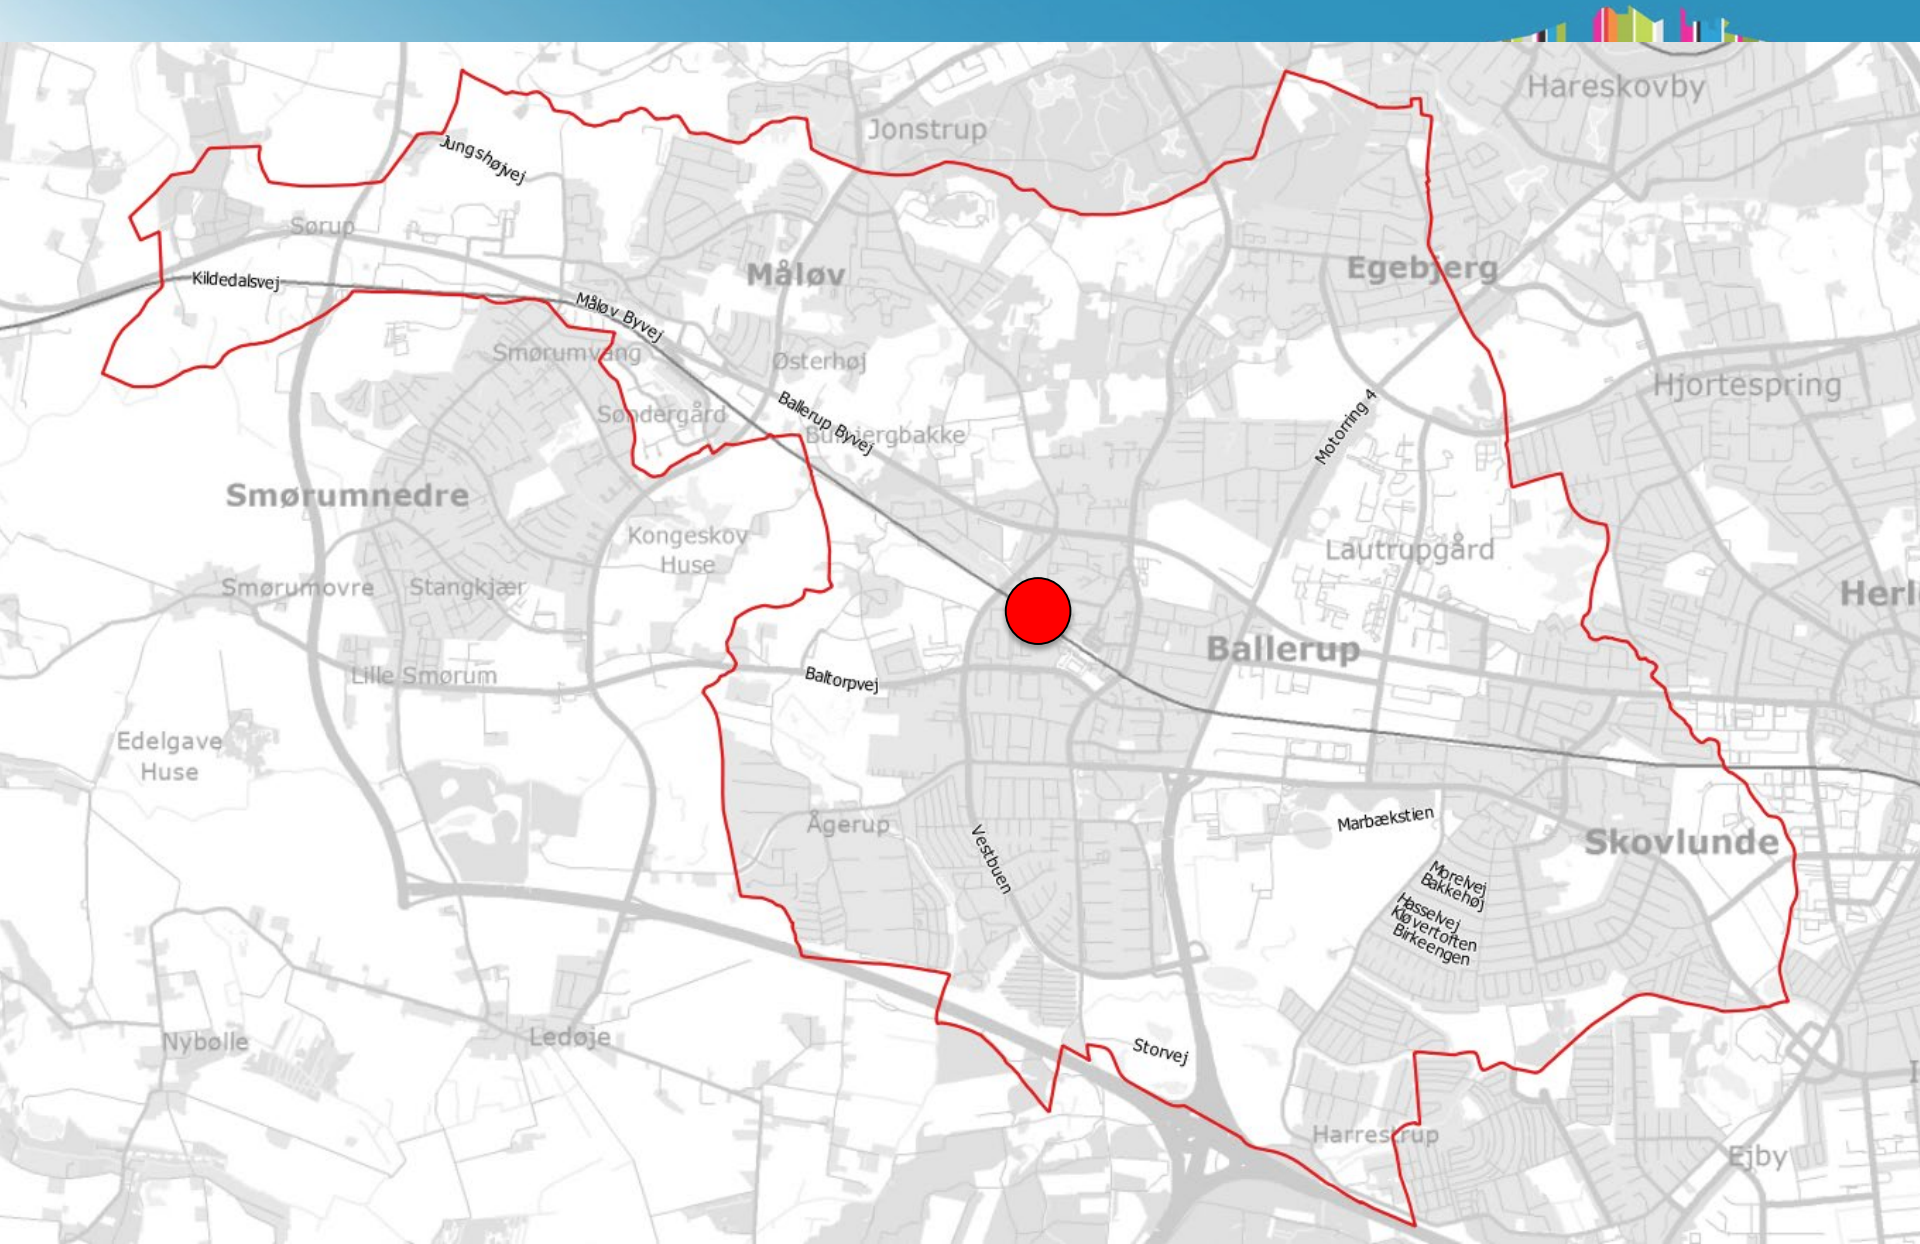 Hareskovby
Jonstrup
Jungshøjvej
Sørup
Måløv
Egebjerg
Kildedalsvej
Måløv Byvej
Smørumvang
Østerhøj
Hjortespring
Søndergård
Ballerup Byvej
Motorring 4
Smørumnedre
Kongeskov
Huse
Lautrupgård
Smørumovre
Stangkjær
Ballerup
Lille Smørum
Baltorpvej
Edelgave
Huse
Ågerup
Marbækstien
Skovlunde
Vestbuen
Morelvej
Bakkehøj
Hasselvej
Kløvertoften
Birkeengen
Nybølle
Ledøje
Storvej
Harrestrup
Ejby